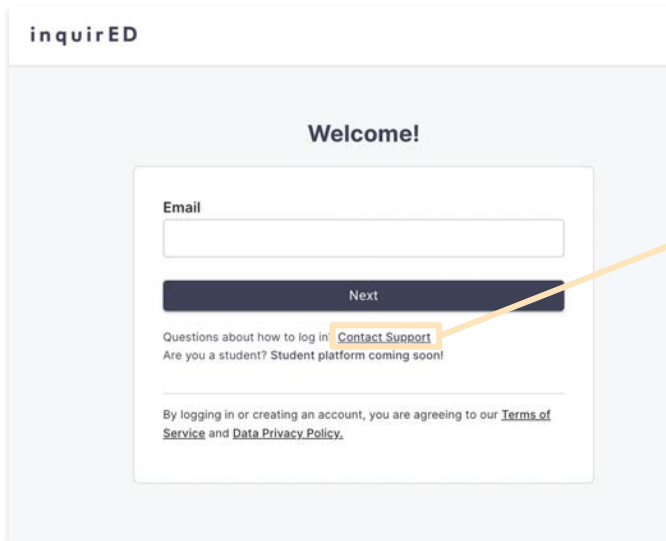 inquirED
Welcome!
Email
Next
Questions about how to log in? Contact Support
Are you a student? Student platform coming soon!
By logging in or creating an account, you are agreeing to our Terms of
Service and Data Privacy Policy.